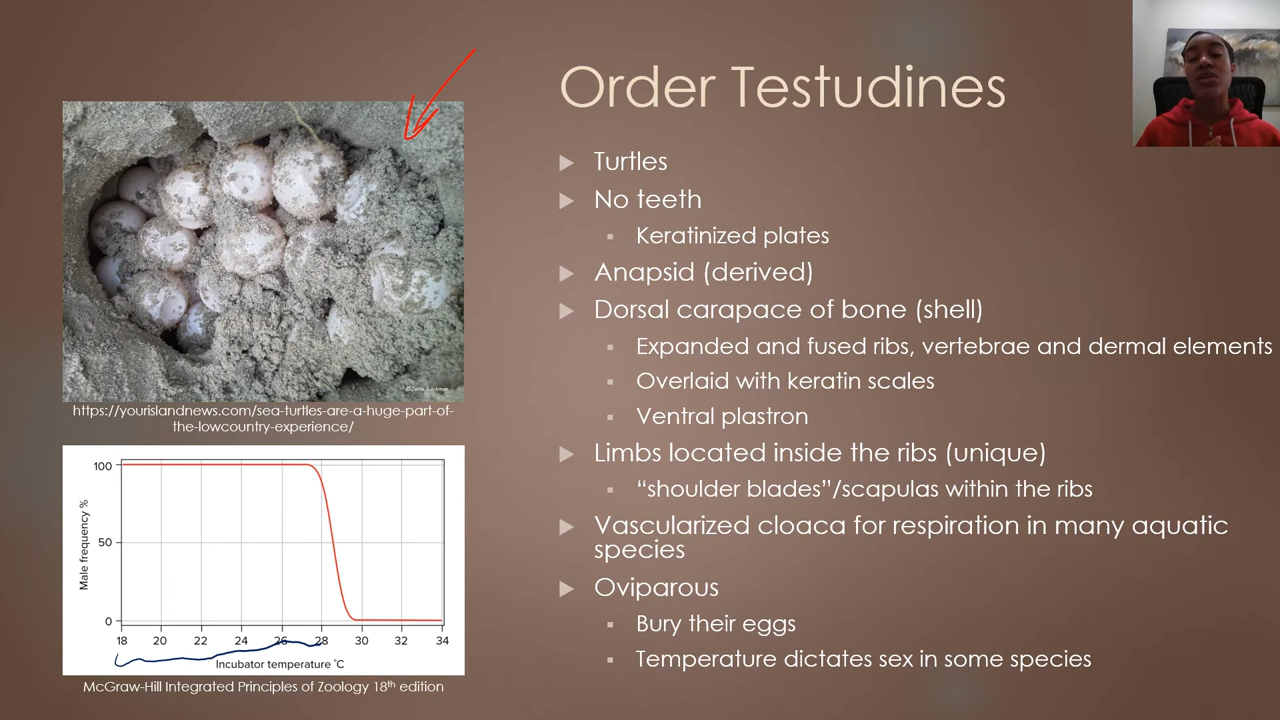 Order Testudines
Turtles
No teeth
Keratinized plates
Anapsid (derived)
Dorsal carapace of bone (shell)
Expanded and fused ribs, vertebrae and dermal elements
Overlaid with keratin scales
Ventral plastron
Limbs located inside the ribs (unique)
“shoulder blades”/scapulas within the ribs
Vascularized cloaca for respiration in many aquatic
species
Oviparous
Bury their eggs
Temperature dictates sex in some species
https://yourislandnews.com/sea-turtles-are-a-huge-part-of-
the-lowcountry-experience/
Male frequency %
100
50
0
18 20 22 24 26 28 30 32 34
Incubator temperature °C
McGraw-Hill Integrated Principles of Zoology 18th edition